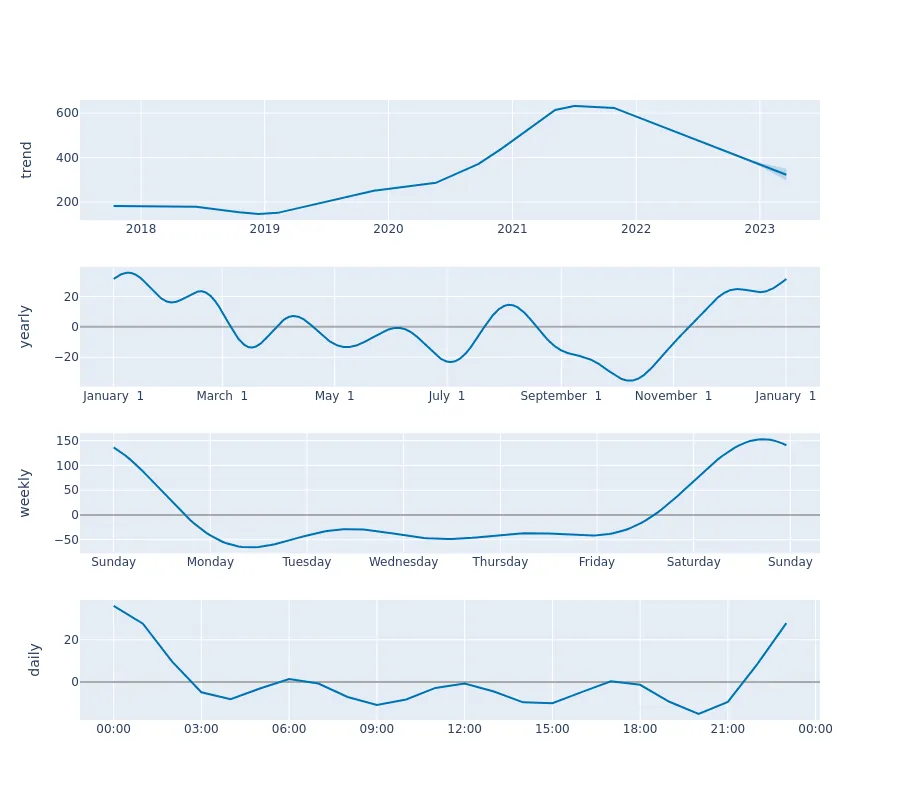 trend
600
400
200
2018 2019 2020 2021 2022 2023
yearly
20
0
−20
January 1 March 1 May 1 July 1 September 1 November 1 January 1
weekly
150
100
50
0
−50
Sunday Monday Tuesday Wednesday Thursday Friday Saturday Sunday
daily
20
0
00:00 03:00 06:00 09:00 12:00 15:00 18:00 21:00 00:00